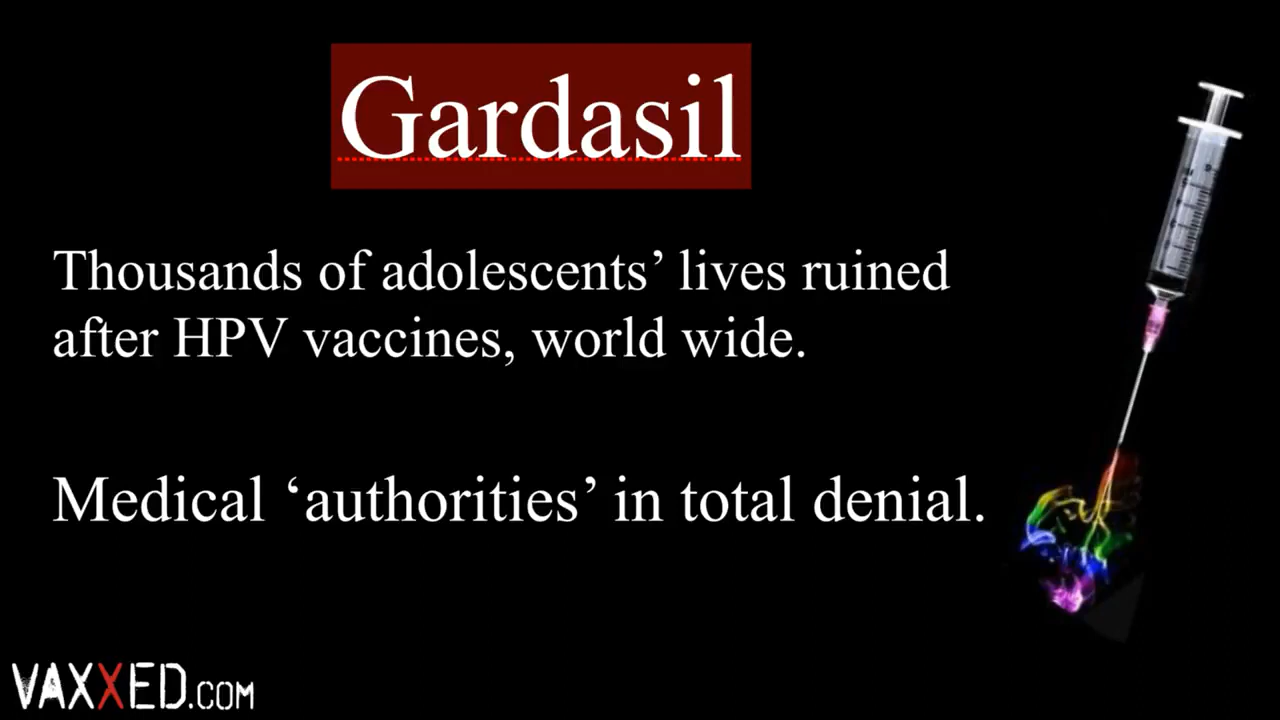 Gardasil
Thousands of adolescents’ lives ruined
after HPV vaccines, world wide.
Medical ‘authorities’ in total denial.
VAXXED.COM